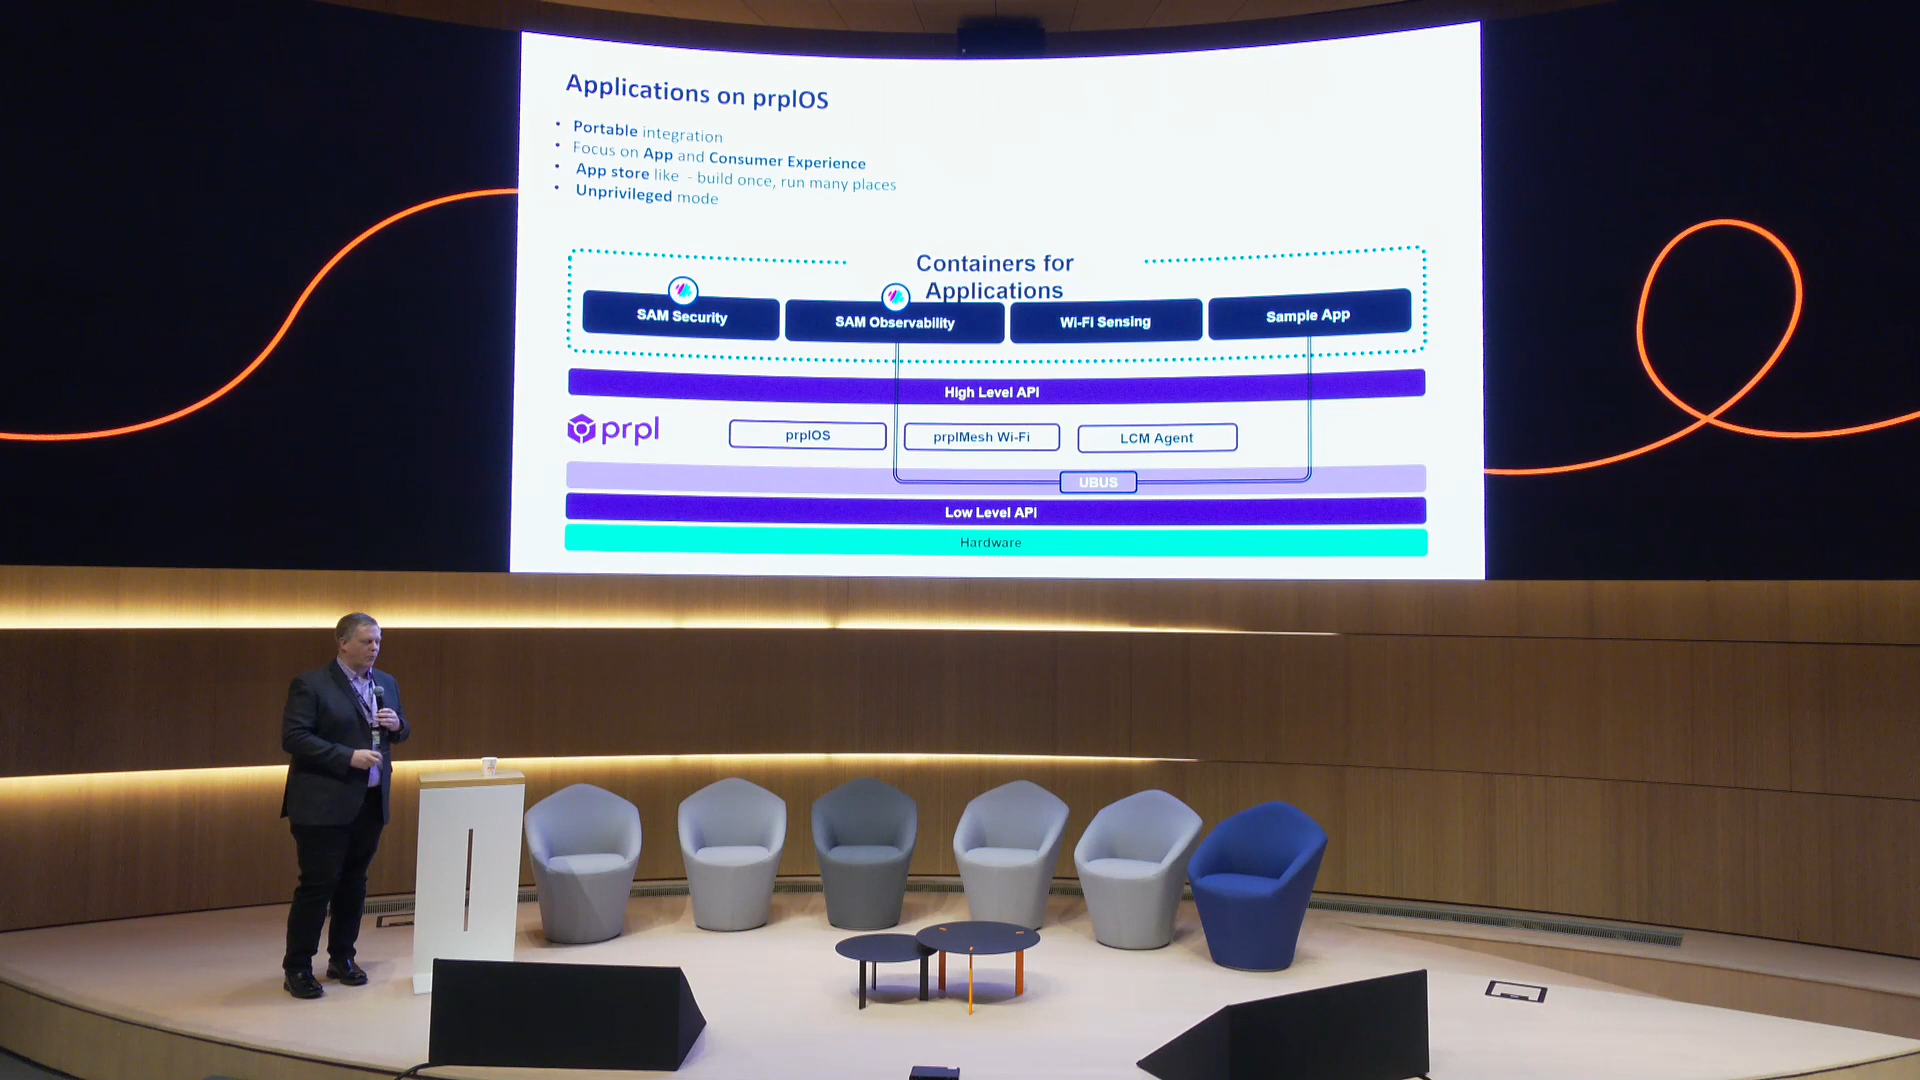 Applications on prplOS
• Portable integration
• Focus on App and Consumer Experience
• App store like - build once, run many places
• Unprivileged mode
Containers for
Applications
SAM Security
SAM Observability
Wi-Fi Sensing
Sample App
High Level API
prpl
prplOS
prplMesh Wi-Fi
LCM Agent
UBUS
Low Level API
Hardware